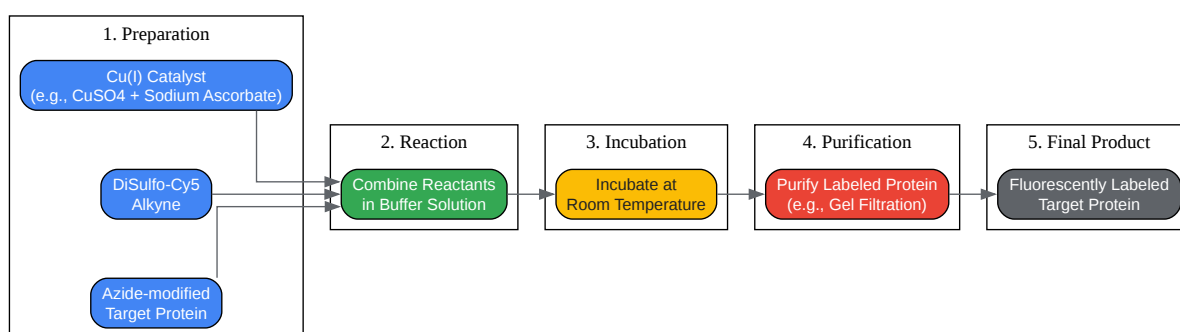 1. Preparation
Cu(I) Catalyst
(e.g., CuSO4 + Sodium Ascorbate)
DiSulfo-Cy5
Alkyne
Azide-modified
Target Protein
2. Reaction
Combine Reactants
in Buffer Solution
3. Incubation
Incubate at
Room Temperature
4. Purification
Purify Labeled Protein
(e.g., Gel Filtration)
5. Final Product
Fluorescently Labeled
Target Protein